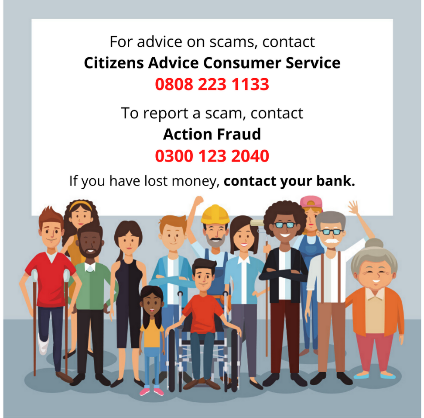 For advice on scams, contact
Citizens Advice Consumer Service
0808 223 1133
To report a scam, contact
Action Fraud
0300 123 2040
If you have lost money, contact your bank.